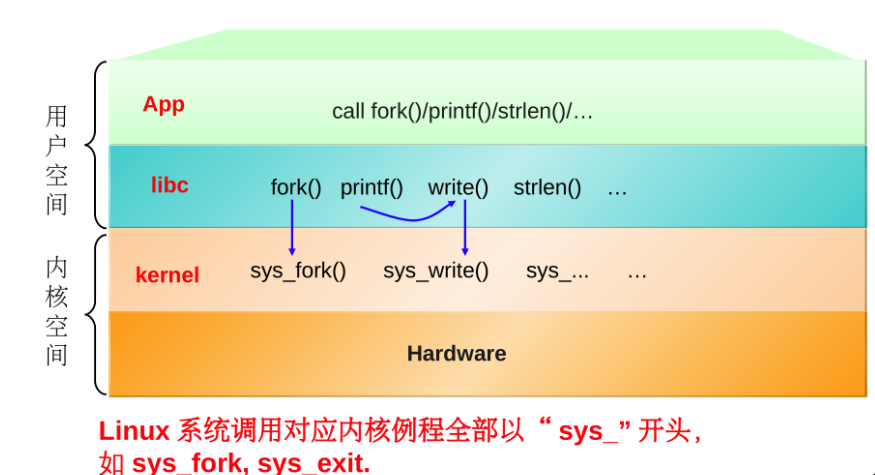 用户空间
App
call fork()/printf()/strlen()/…
libc
fork() printf() write() strlen() …
内核空间
kernel
sys_fork() sys_write() sys_... …
Hardware
Linux 系统调用对应内核例程全部以 “ sys_” 开头，
如 sys_fork, sys_exit.